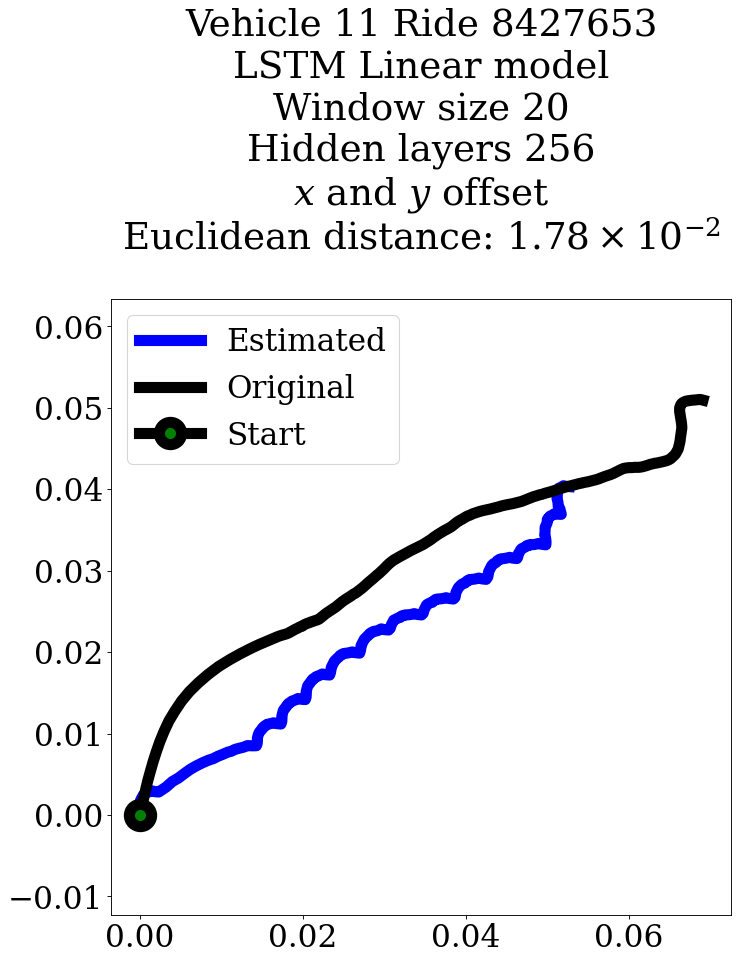 Vehicle 11 Ride 8427653
LSTM Linear model
Window size 20
Hidden layers 256
x and y offset
Euclidean distance: 1.78 × 10⁻²
Estimated
Original
Start
0.06
0.05
0.04
0.03
0.02
0.01
0.00
−0.01
0.00 0.02 0.04 0.06